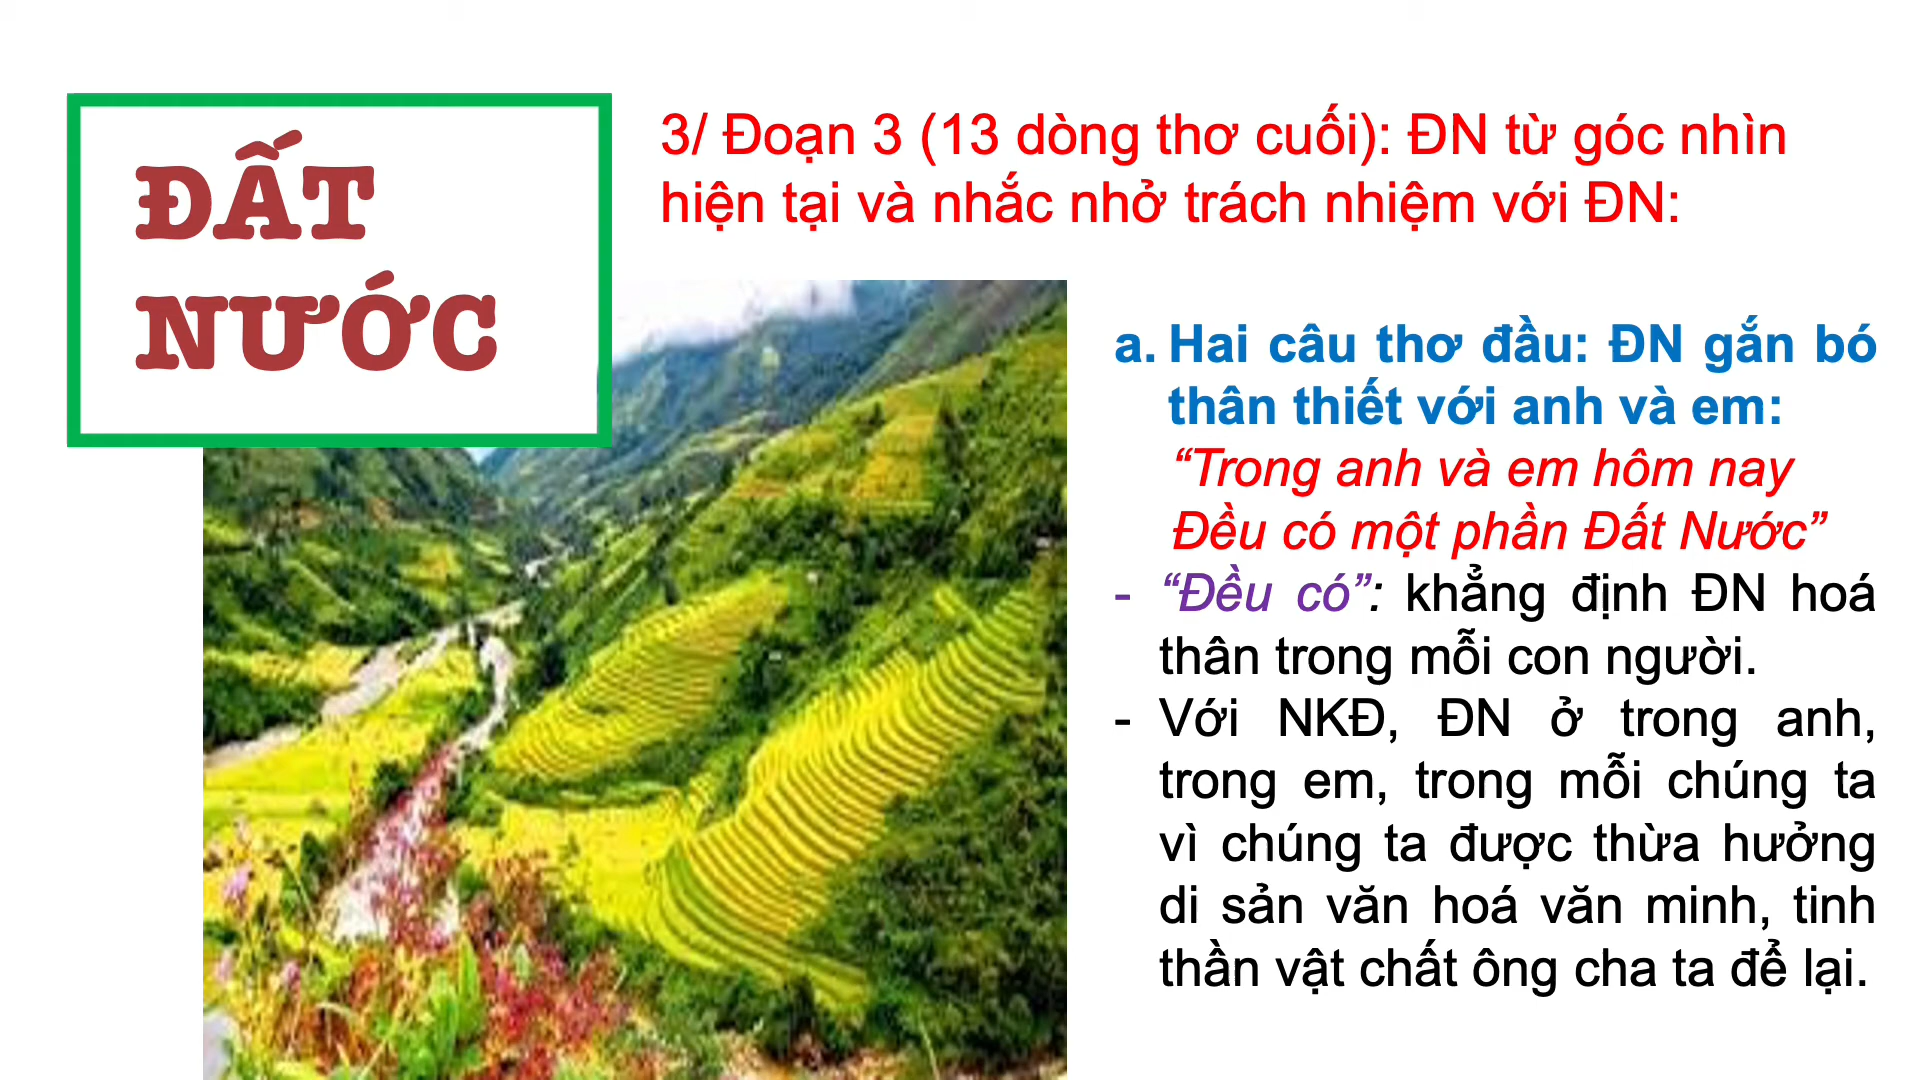 ĐẤT
NƯỚC
3/ Đoạn 3 (13 dòng thơ cuối): ĐN từ góc nhìn
hiện tại và nhắc nhở trách nhiệm với ĐN:
a. Hai câu thơ đầu: ĐN gắn bó
thân thiết với anh và em:
“Trong anh và em hôm nay
Đều có một phần Đất Nước”
- “Đều có”: khẳng định ĐN hoá
thân trong mỗi con người.
- Với NKĐ, ĐN ở trong anh,
trong em, trong mỗi chúng ta
vì chúng ta được thừa hưởng
di sản văn hoá văn minh, tinh
thần vật chất ông cha ta để lại.